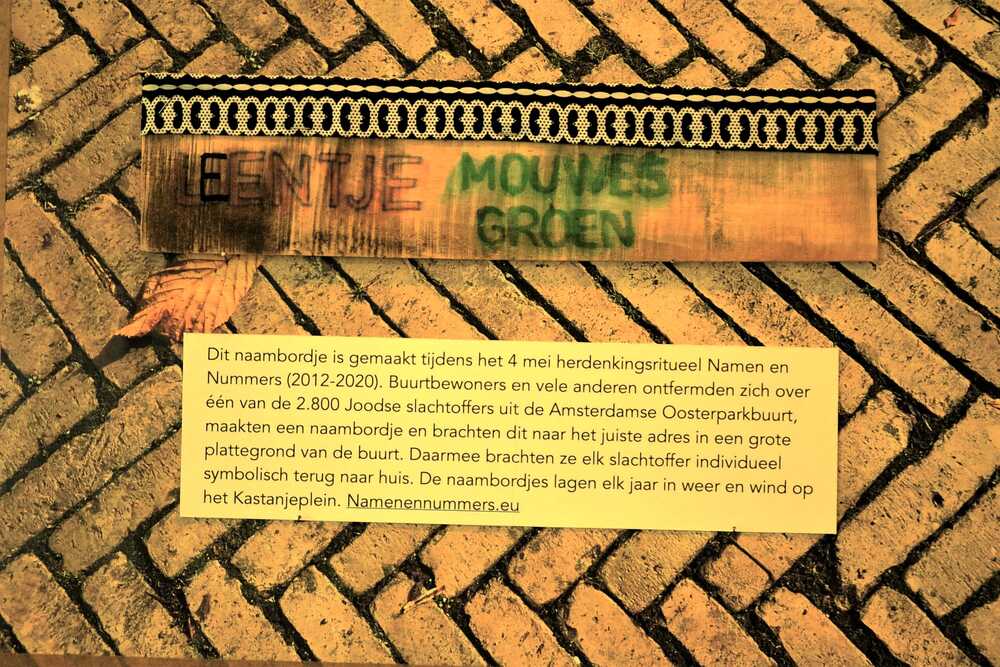 LEENTJE MOUWES
GROEN
Dit naambordje is gemaakt tijdens het 4 mei herdenkingsritueel Namen en
Nummers (2012-2020). Buurtbewoners en vele anderen ontfermden zich over
één van de 2.800 Joodse slachtoffers uit de Amsterdamse Oosterparkbuurt,
maakten een naambordje en brachten dit naar het juiste adres in een grote
plattegrond van de buurt. Daarmee brachten ze elk slachtoffer individueel
symbolisch terug naar huis. De naambordjes lagen elk jaar in weer en wind op
het Kastanjeplein. Namenennummers.eu